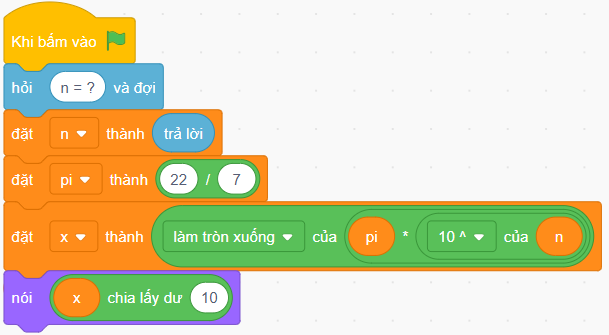 Khi bấm vào
hỏi n = ? và đợi
đặt n thành trả lời
đặt pi thành 22 / 7
đặt x thành làm tròn xuống của pi * 10 ^ của n
nói x chia lấy dư 10